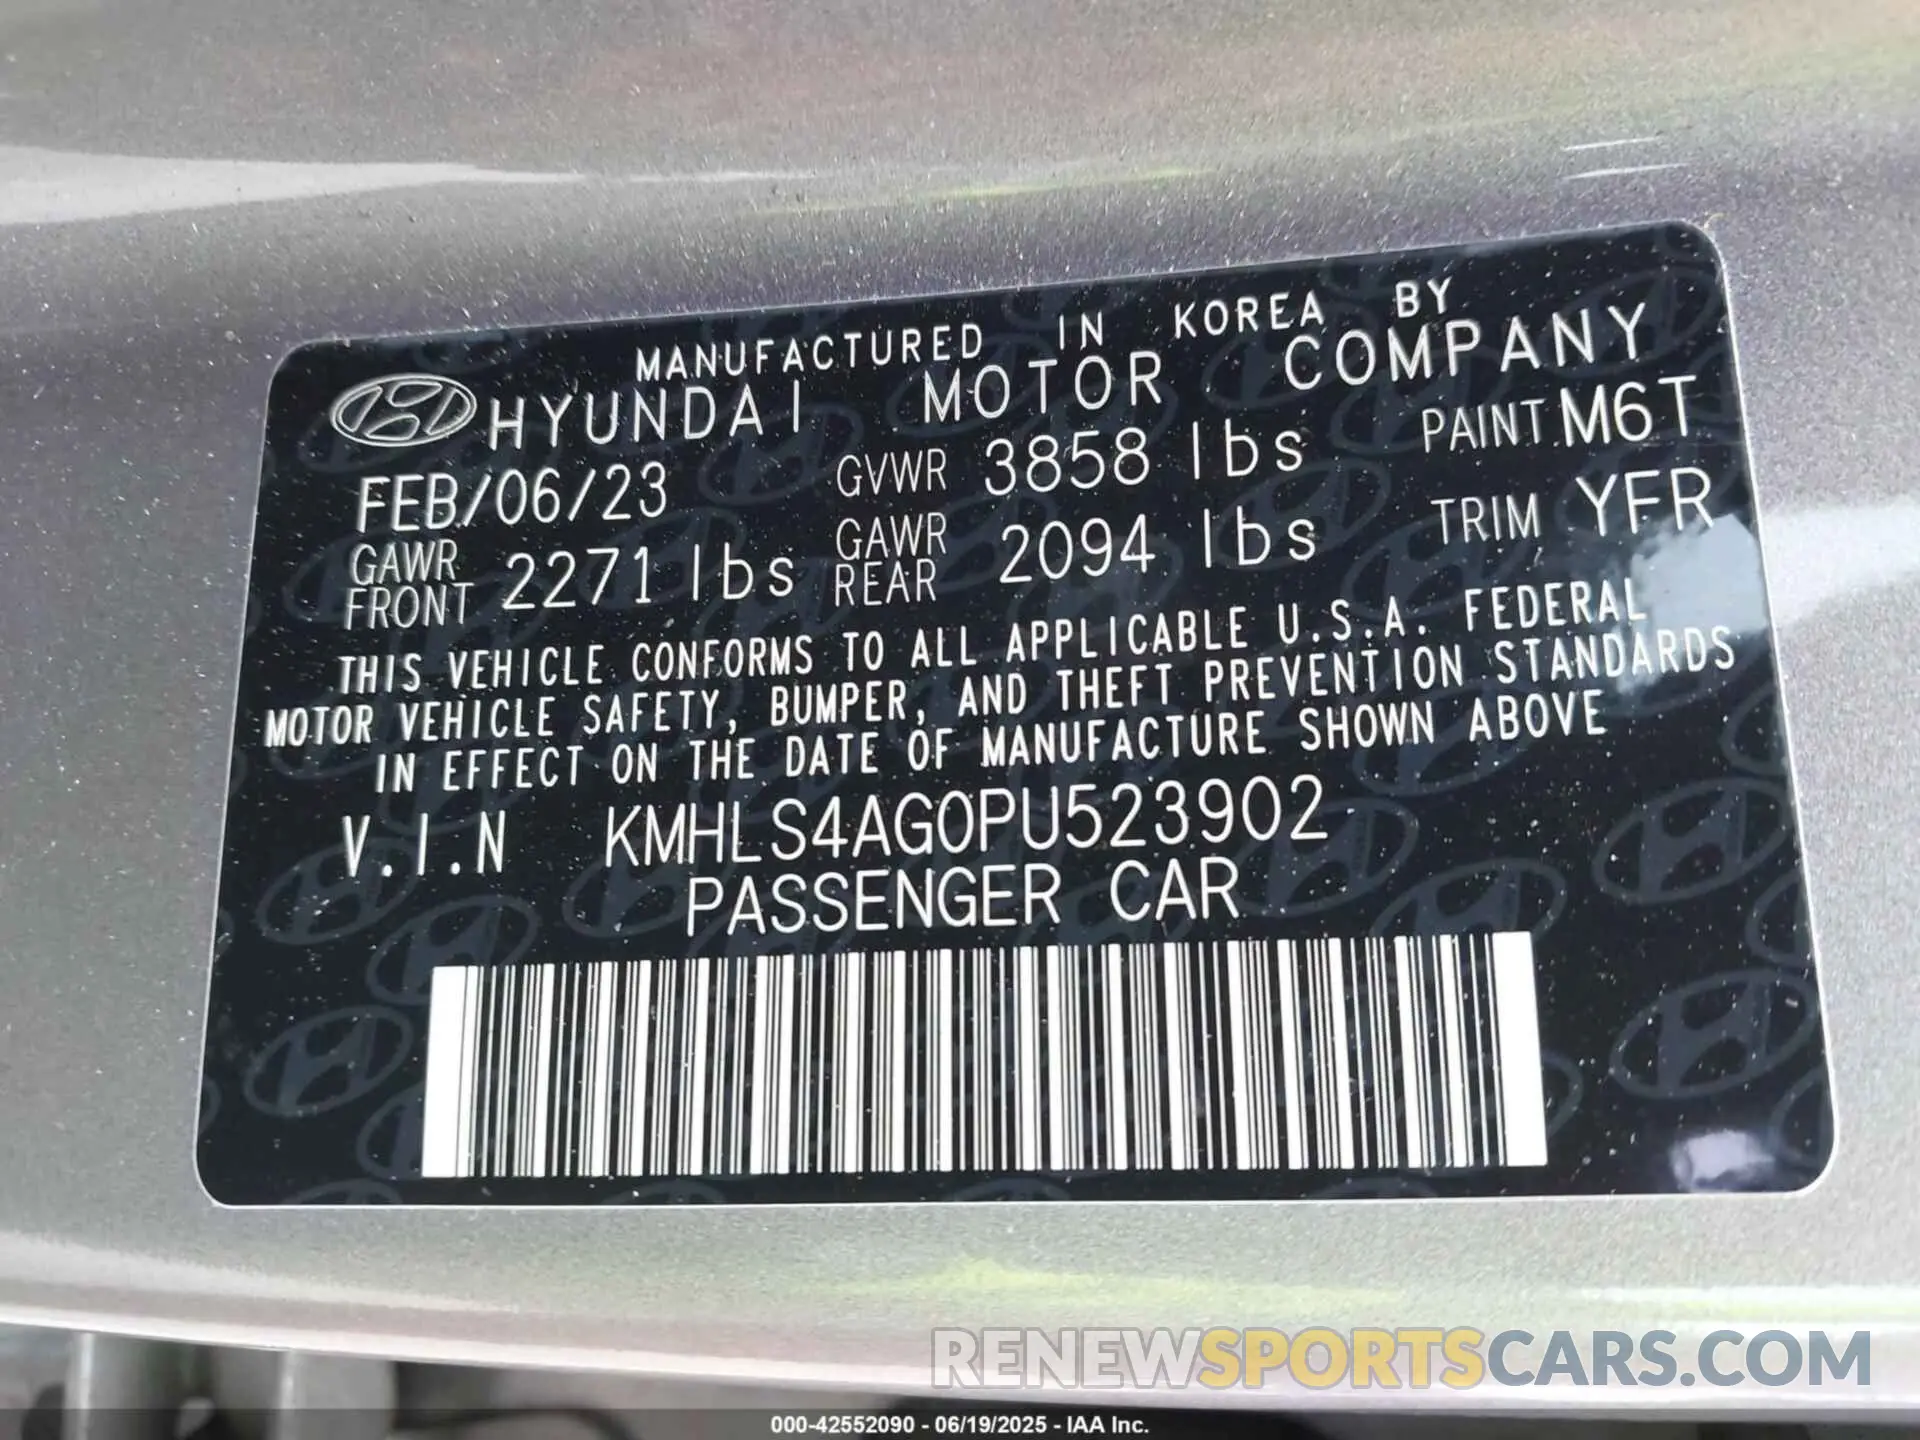 MANUFACTURED IN KOREA BY
HYUNDAI MOTOR COMPANY
FEB/06/23 GVWR 3858 lbs PAINT M6T
GAWR FRONT 2271 lbs GAWR REAR 2094 lbs TRIM YFR
THIS VEHICLE CONFORMS TO ALL APPLICABLE U.S.A. FEDERAL
MOTOR VEHICLE SAFETY, BUMPER, AND THEFT PREVENTION STANDARDS
IN EFFECT ON THE DATE OF MANUFACTURE SHOWN ABOVE
V.I.N KMHLS4AG0PU523902
PASSENGER CAR
RENEWSPORTSCARS.COM
000-42552090 - 06/19/2025 - IAA Inc.